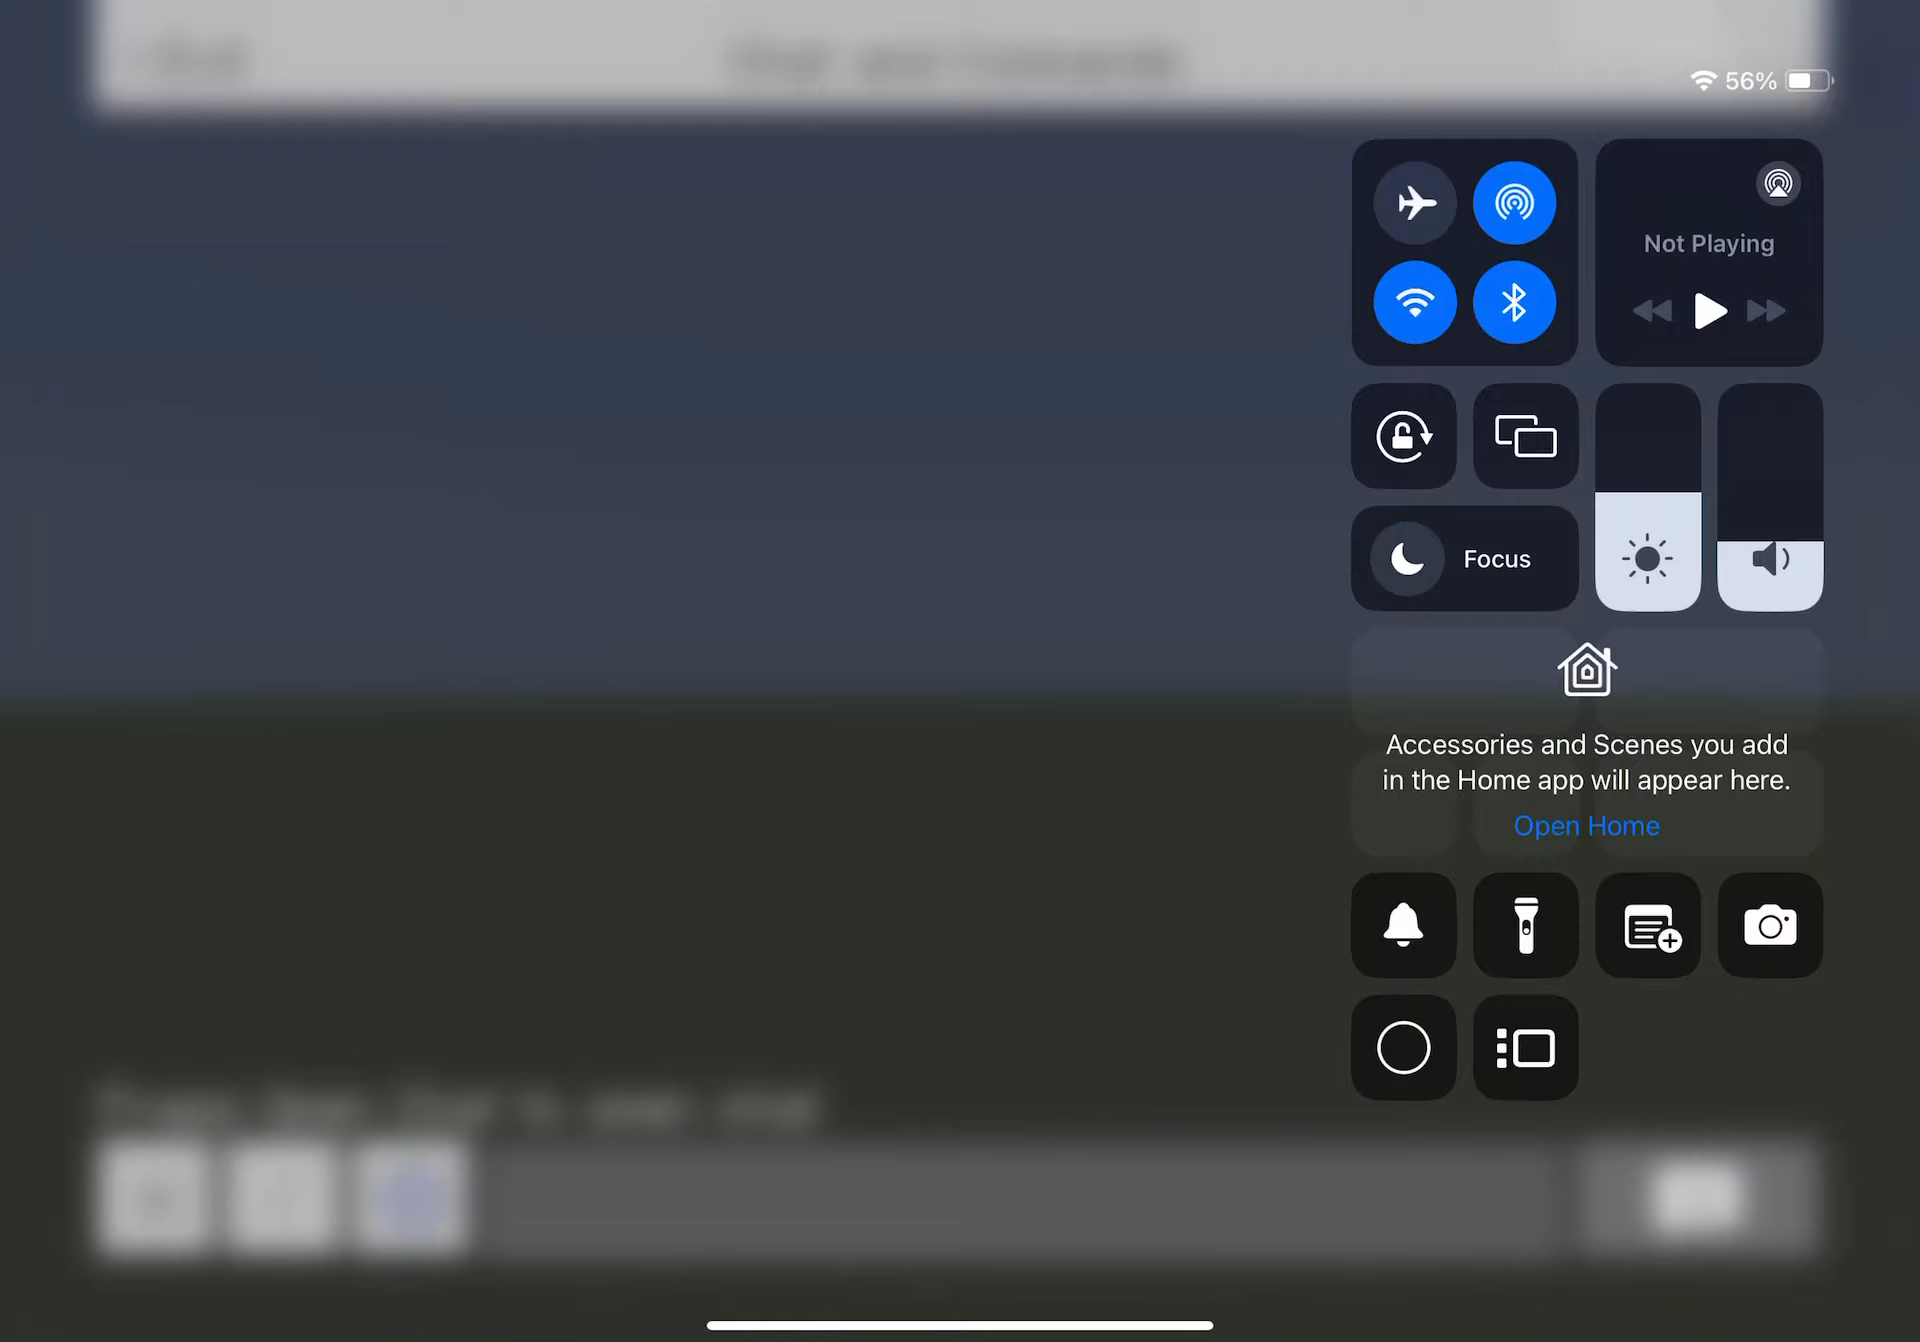 56%
Not Playing
Focus
Accessories and Scenes you add
in the Home app will appear here.
Open Home